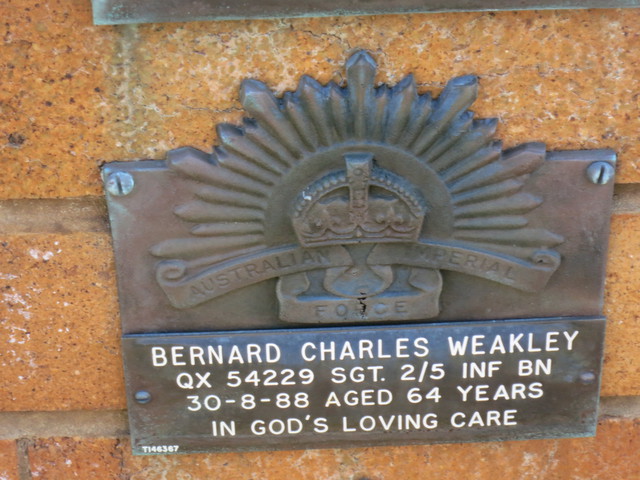 AUSTRALIAN IMPERIAL
FORCE
BERNARD CHARLES WEAKLEY
QX 54229 SGT. 2/5 INF BN
30-8-88 AGED 64 YEARS
IN GOD'S LOVING CARE
T146367